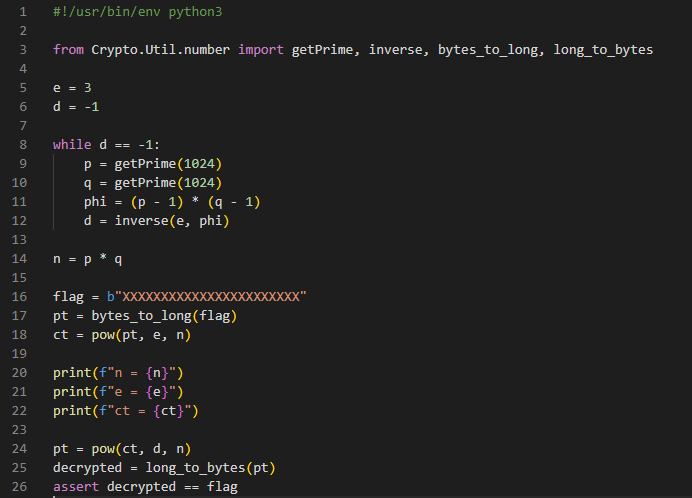 1 #!/usr/bin/env python3
2
3 from Crypto.Util.number import getPrime, inverse, bytes_to_long, long_to_bytes
4
5 e = 3
6 d = -1
7
8 while d == -1:
9     p = getPrime(1024)
10     q = getPrime(1024)
11     phi = (p - 1) * (q - 1)
12     d = inverse(e, phi)
13
14 n = p * q
15
16 flag = b"XXXXXXXXXXXXXXXXXXXXXXX"
17 pt = bytes_to_long(flag)
18 ct = pow(pt, e, n)
19
20 print(f"n = {n}")
21 print(f"e = {e}")
22 print(f"ct = {ct}")
23
24 pt = pow(ct, d, n)
25 decrypted = long_to_bytes(pt)
26 assert decrypted == flag